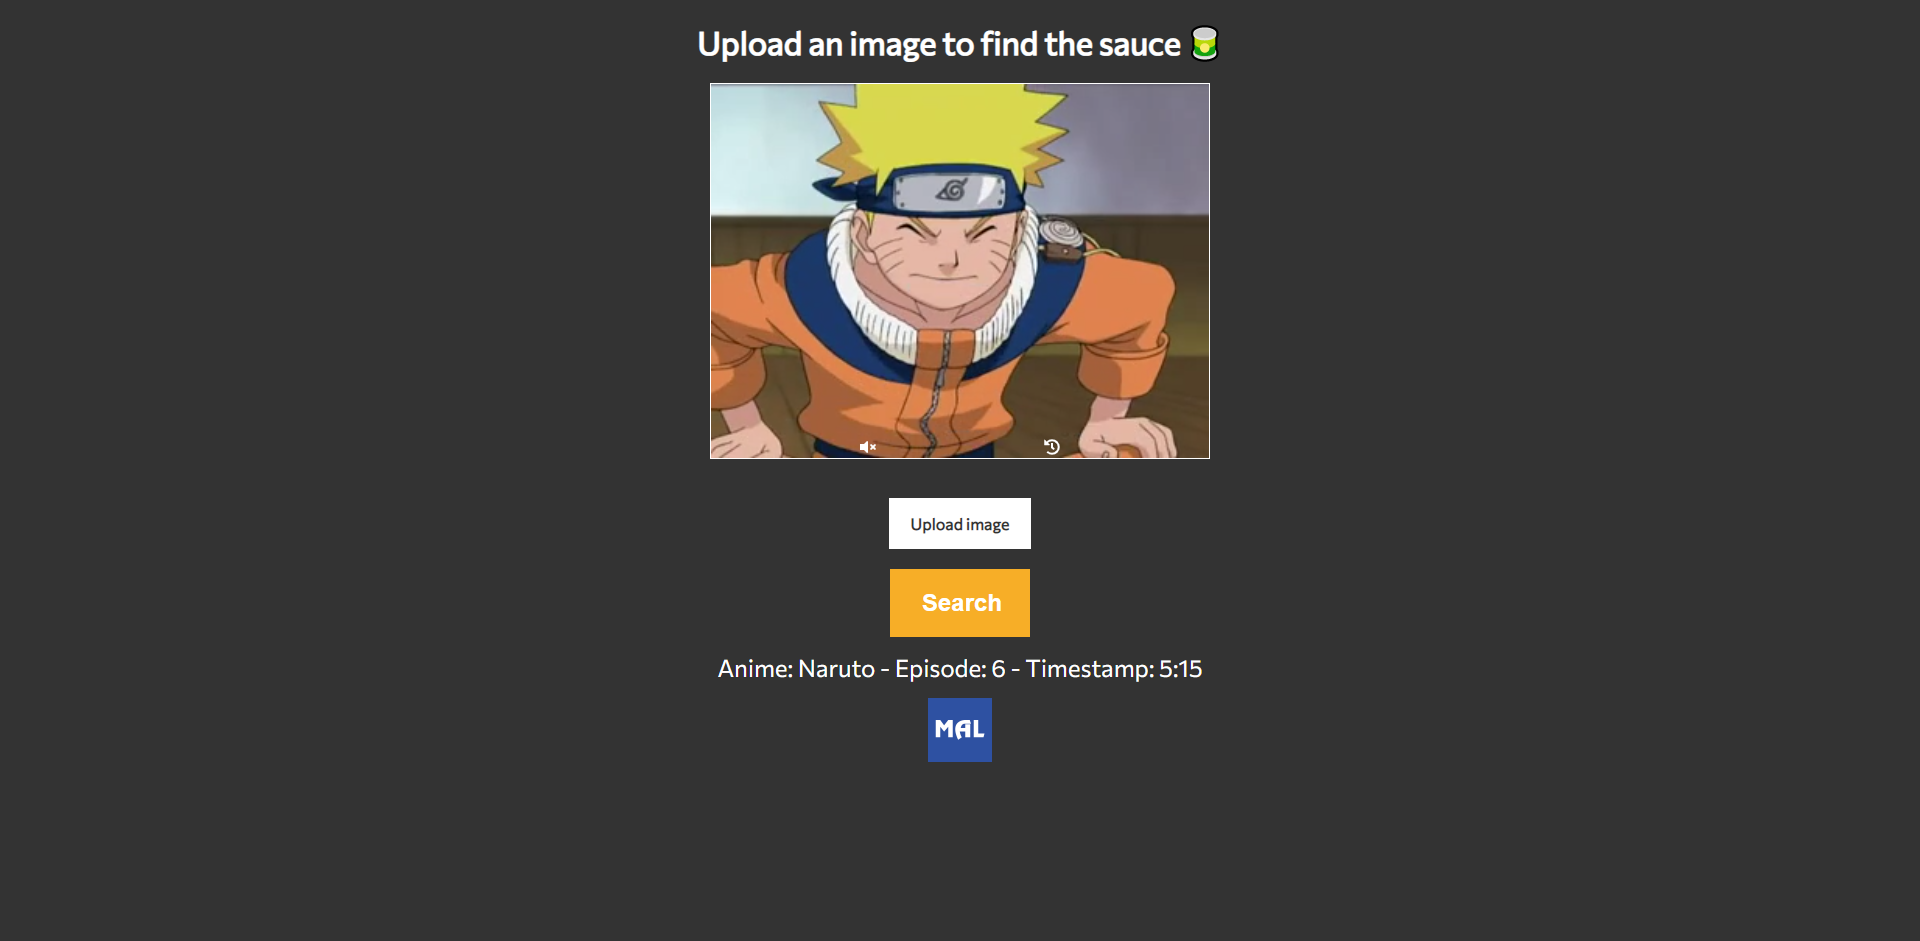 Upload an image to find the sauce
Upload image
Search
Anime: Naruto - Episode: 6 - Timestamp: 5:15
MAL